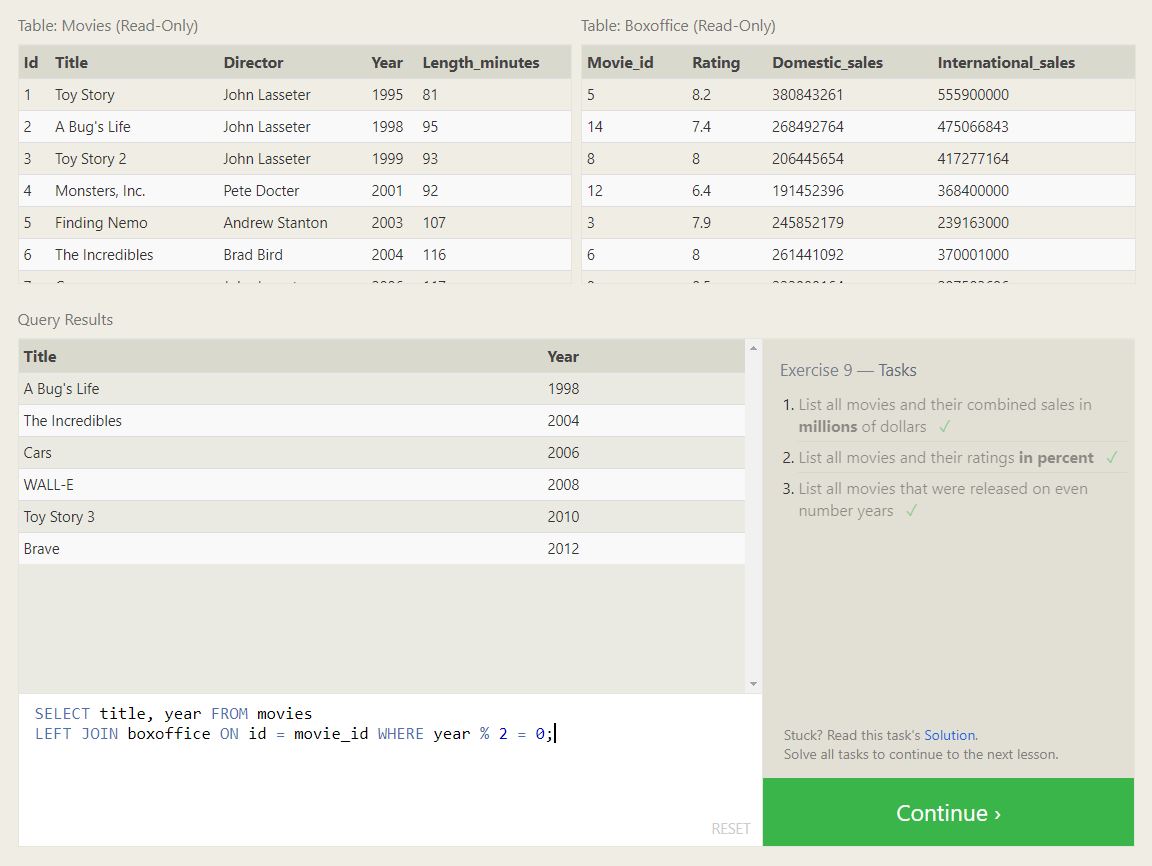 Table: Movies (Read-Only)
Id Title Director Year Length_minutes
1 Toy Story John Lasseter 1995 81
2 A Bug's Life John Lasseter 1998 95
3 Toy Story 2 John Lasseter 1999 93
4 Monsters, Inc. Pete Docter 2001 92
5 Finding Nemo Andrew Stanton 2003 107
6 The Incredibles Brad Bird 2004 116
Table: Boxoffice (Read-Only)
Movie_id Rating Domestic_sales International_sales
5 8.2 380843261 555900000
14 7.4 268492764 475066843
8 8 206445654 417277164
12 6.4 191452396 368400000
3 7.9 245852179 239163000
6 8 261441092 370001000
Query Results
Title Year
A Bug's Life 1998
The Incredibles 2004
Cars 2006
WALL-E 2008
Toy Story 3 2010
Brave 2012
SELECT title, year FROM movies
LEFT JOIN boxoffice ON id = movie_id WHERE year % 2 = 0;
RESET
Exercise 9 — Tasks
1. List all movies and their combined sales in
millions of dollars ✓
2. List all movies and their ratings in percent ✓
3. List all movies that were released on even
number years ✓
Stuck? Read this task's Solution.
Solve all tasks to continue to the next lesson.
Continue ›